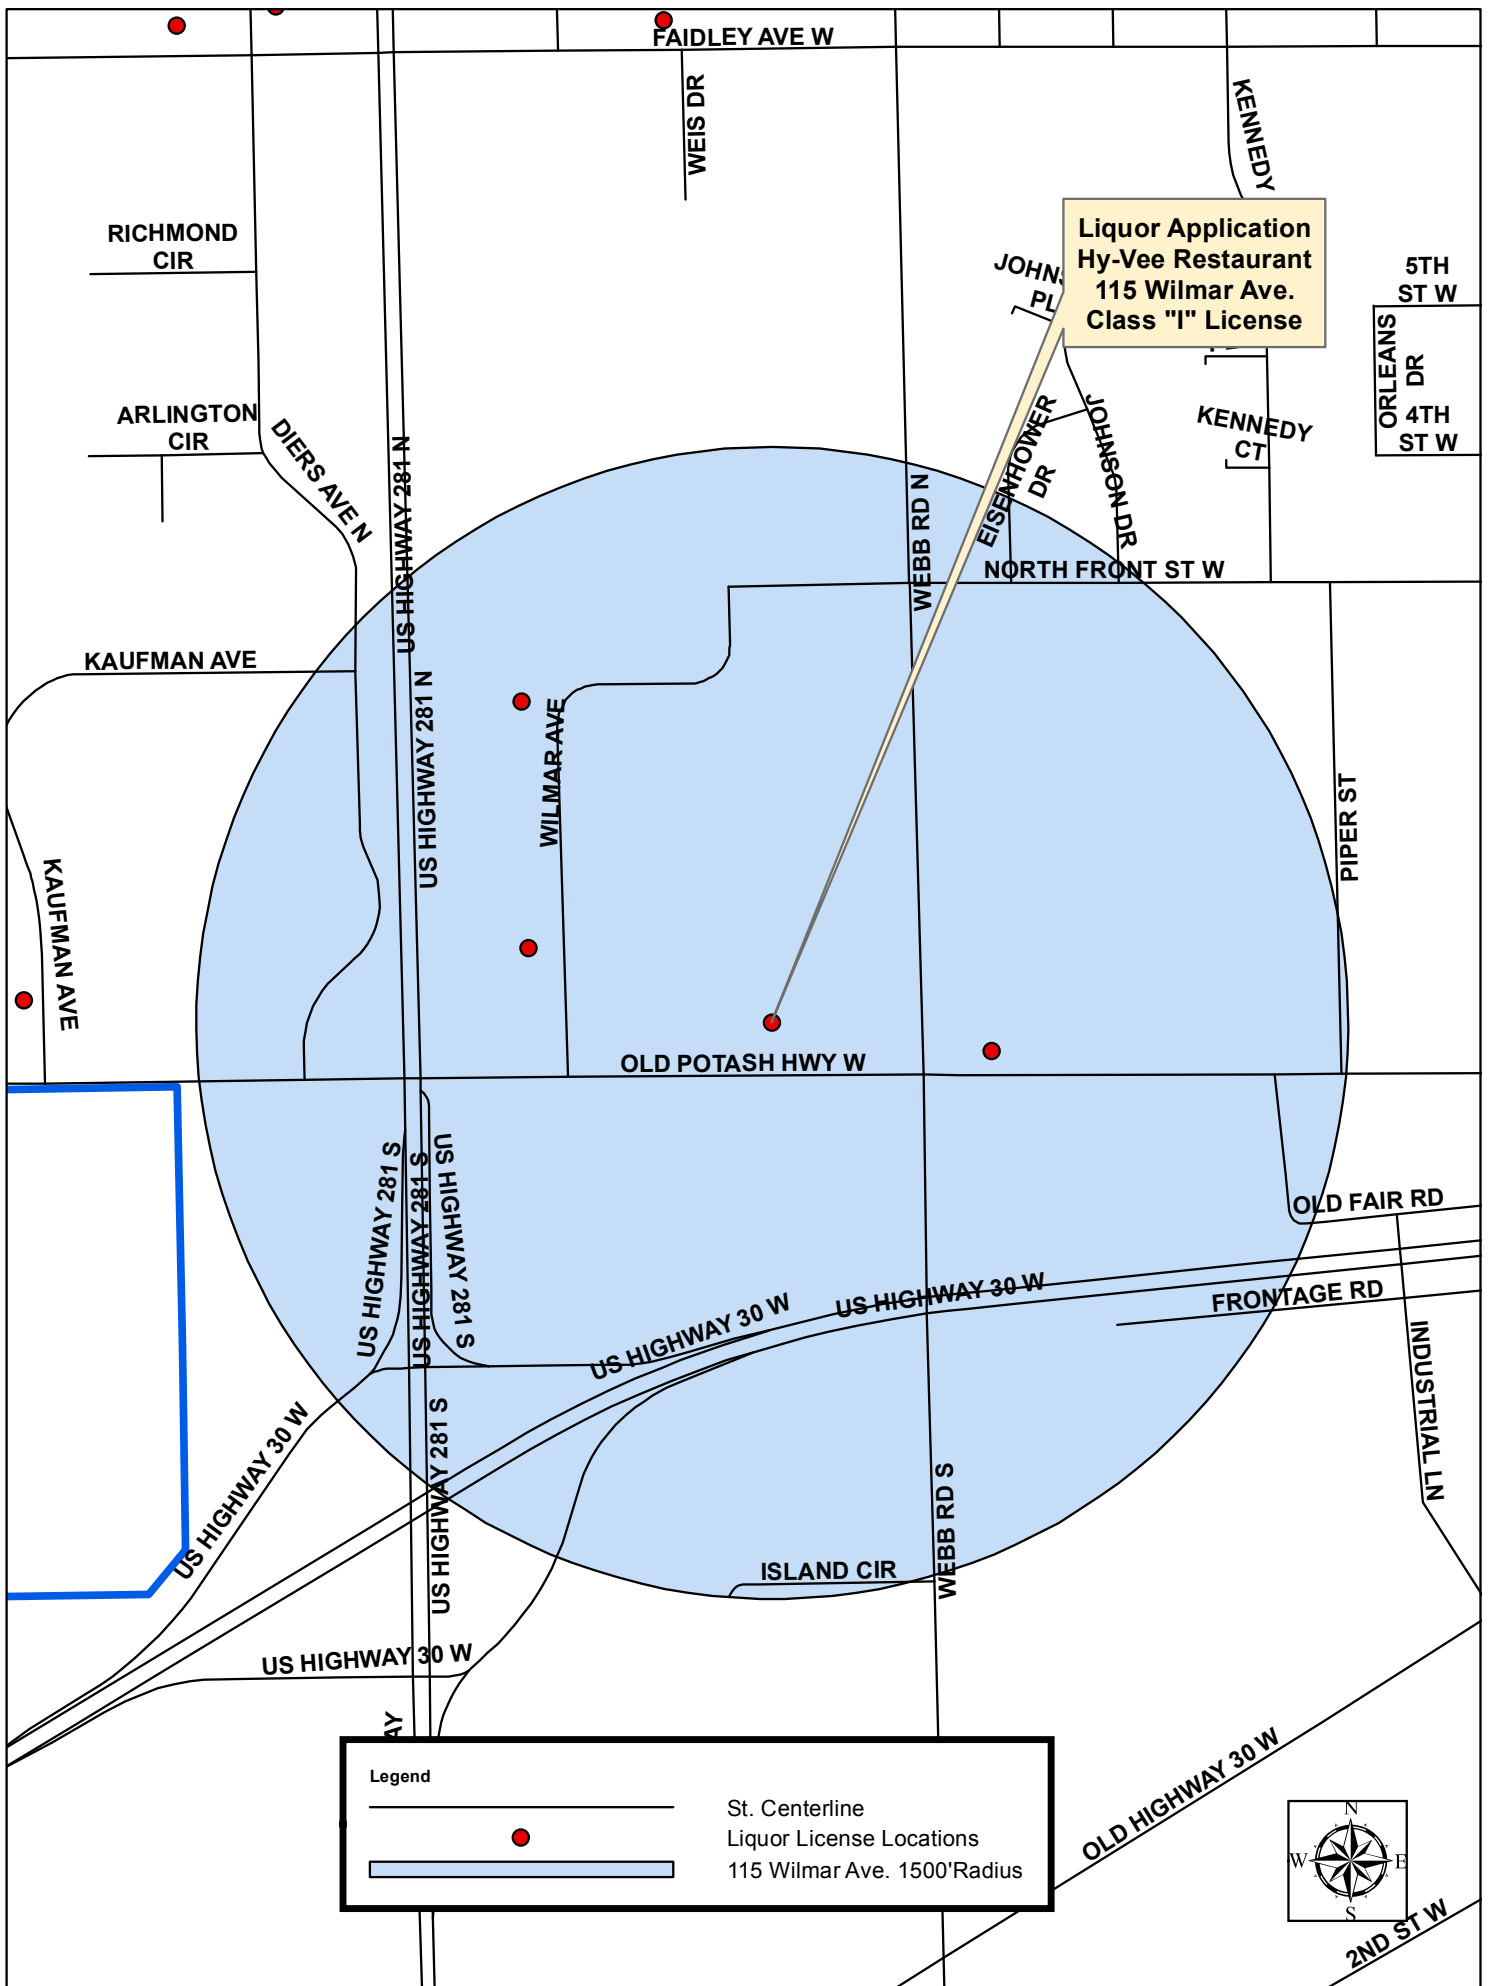 FAIDLEY AVE W
WEIS DR
KENNEDY
RICHMOND
CIR
Liquor Application
Hy-Vee Restaurant
115 Wilmar Ave.
Class "I" License
5TH
ST W
PL
ORLEANS
DR
ARLINGTON
CIR
DIERS AVE N
US HIGHWAY 281 N
EISENHOWER
DR
JOHNSON DR
KENNEDY
CT
4TH
ST W
WEBB RD N
NORTH FRONT ST W
KAUFMAN AVE
US HIGHWAY 281 N
WILMAR AVE
PIPER ST
KAUFMAN AVE
OLD POTASH HWY W
US HIGHWAY 281 S
US HIGHWAY 281 S
US HIGHWAY 281 S
OLD FAIR RD
US HIGHWAY 30 W
US HIGHWAY 30 W
FRONTAGE RD
INDUSTRIAL LN
US HIGHWAY 30 W
US HIGHWAY 281 S
WEBB RD S
ISLAND CIR
US HIGHWAY 30 W
Legend
St. Centerline
Liquor License Locations
115 Wilmar Ave. 1500'Radius
OLD HIGHWAY 30 W
N
W
E
S
2ND ST W